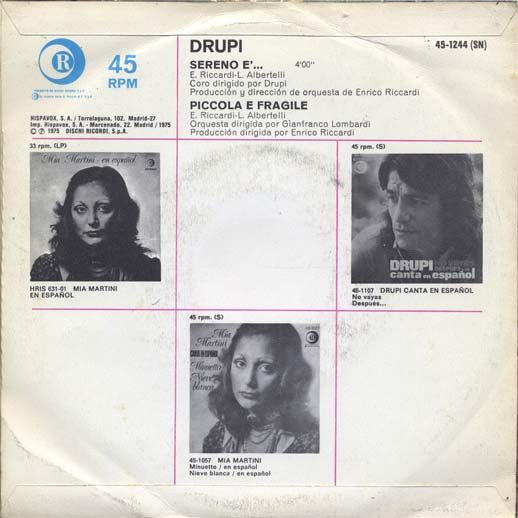 R
45
RPM
HISPAVOX, S. A. / Torrelaguna, 102. Madrid-27
Imp. Hispavox, S. A. - Marcenado, 22. Madrid / 1975
© ℗ 1975 DISCHI RICORDI, S.p.A.
DRUPI
45-1244 (SN)
SERENO E'... 4'00"
E. Riccardi-L. Albertelli
Coro dirigido por Drupi
Producción y dirección de orquesta de Enrico Riccardi
PICCOLA E FRAGILE
E. Riccardi-L. Albertelli
Orquesta dirigida por Gianfranco Lombardi
Producción dirigida por Enrico Riccardi
33 rpm. (LP)
Mia Martini - en español
HRIS 631-01 MIA MARTINI
EN ESPAÑOL
45 rpm. (S)
DRUPI
canta en español
45-1107 DRUPI CANTA EN ESPAÑOL
No vayas
Después...
45 rpm. (S)
Mia
Martini
CANTA EN ESPAÑOL
Minuetto
Nieve
blanca
45-1057 MIA MARTINI
Minuetto / en español
Nieve blanca / en español